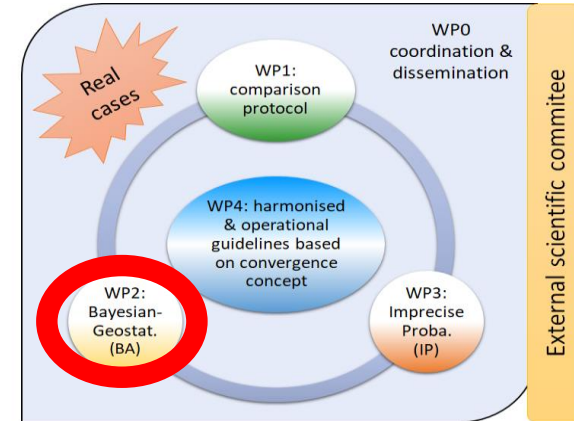 WP0
coordination &
dissemination
Real
cases
WP1:
comparison
protocol
WP4: harmonised
& operational
guidelines based
on convergence
concept
WP2:
Bayesian-
Geostat.
(BA)
WP3:
Imprecise
Proba.
(IP)
External scientific commitee